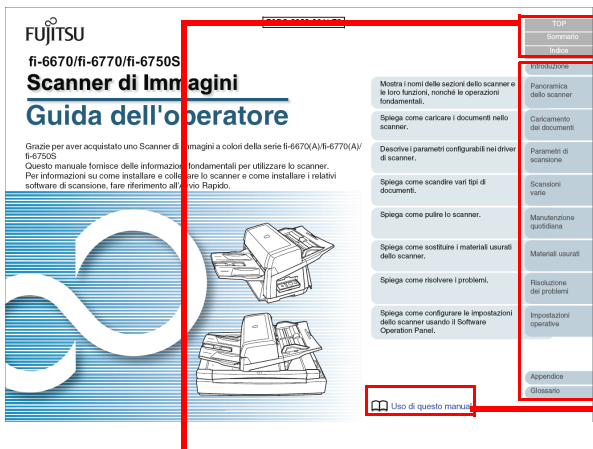 FUJITSU
fi-6670/fi-6770/fi-6750S
Scanner di Immagini
Guida dell'operatore
Grazie per aver acquistato uno Scanner di Immagini a colori della serie fi-6670(A)/fi-6770(A)/
fi-6750S
Questo manuale fornisce delle informazioni fondamentali per utilizzare lo scanner.
Per informazioni su come installare e collegare lo scanner e come installare i relativi
software di scansione, fare riferimento all'Avvio Rapido.
TOP
Sommario
Indice
Introduzione
Mostra i nomi delle sezioni dello scanner e
le loro funzioni, nonché le operazioni
fondamentali.
Panoramica
dello scanner
Spiega come caricare i documenti nello
scanner.
Caricamento
dei documenti
Descrive i parametri configurabili nei driver
di scanner.
Parametri di
scansione
Spiega come scandire vari tipi di
documenti.
Scansioni
varie
Spiega come pulire lo scanner.
Manutenzione
quotidiana
Spiega come sostituire i materiali usurati
dello scanner.
Materiali usurati
Spiega come risolvere i problemi.
Risoluzione
dei problemi
Spiega come configurare le impostazioni
dello scanner usando il Software
Operation Panel.
Impostazioni
operative
Appendice
Glossario
Uso di questo manuale